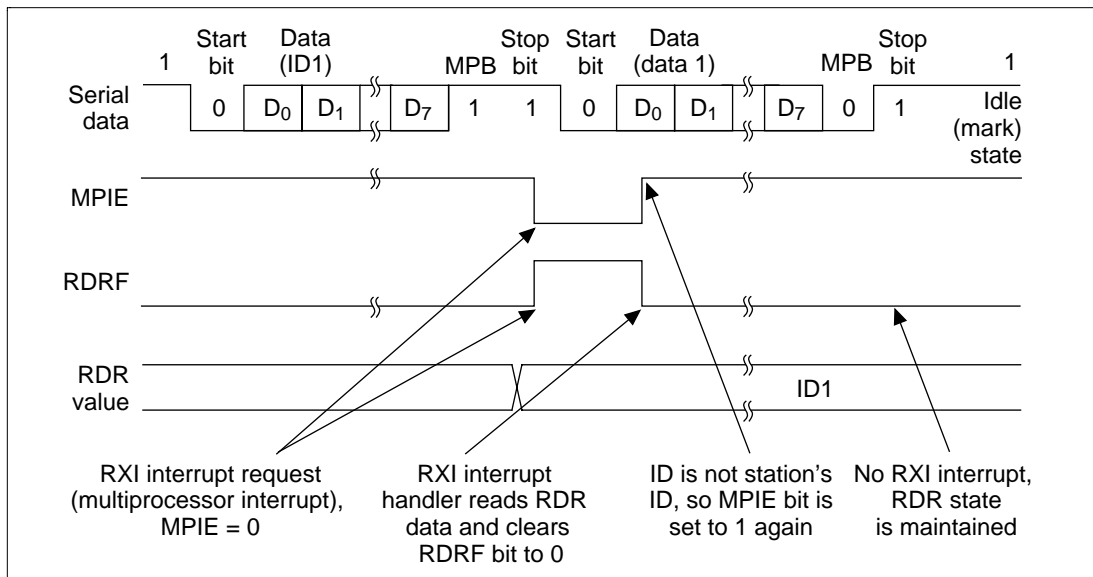 Start bit Data (ID1) MPB Stop bit Start bit Data (data 1) MPB Stop bit
1 1
Serial data 0 D0 D1 D7 1 1 0 D0 D1 D7 0 1 Idle (mark) state
MPIE
RDRF
RDR value ID1
RXI interrupt request
(multiprocessor interrupt),
MPIE = 0
RXI interrupt
handler reads RDR
data and clears
RDRF bit to 0
ID is not station's
ID, so MPIE bit is
set to 1 again
No RXI interrupt,
RDR state
is maintained